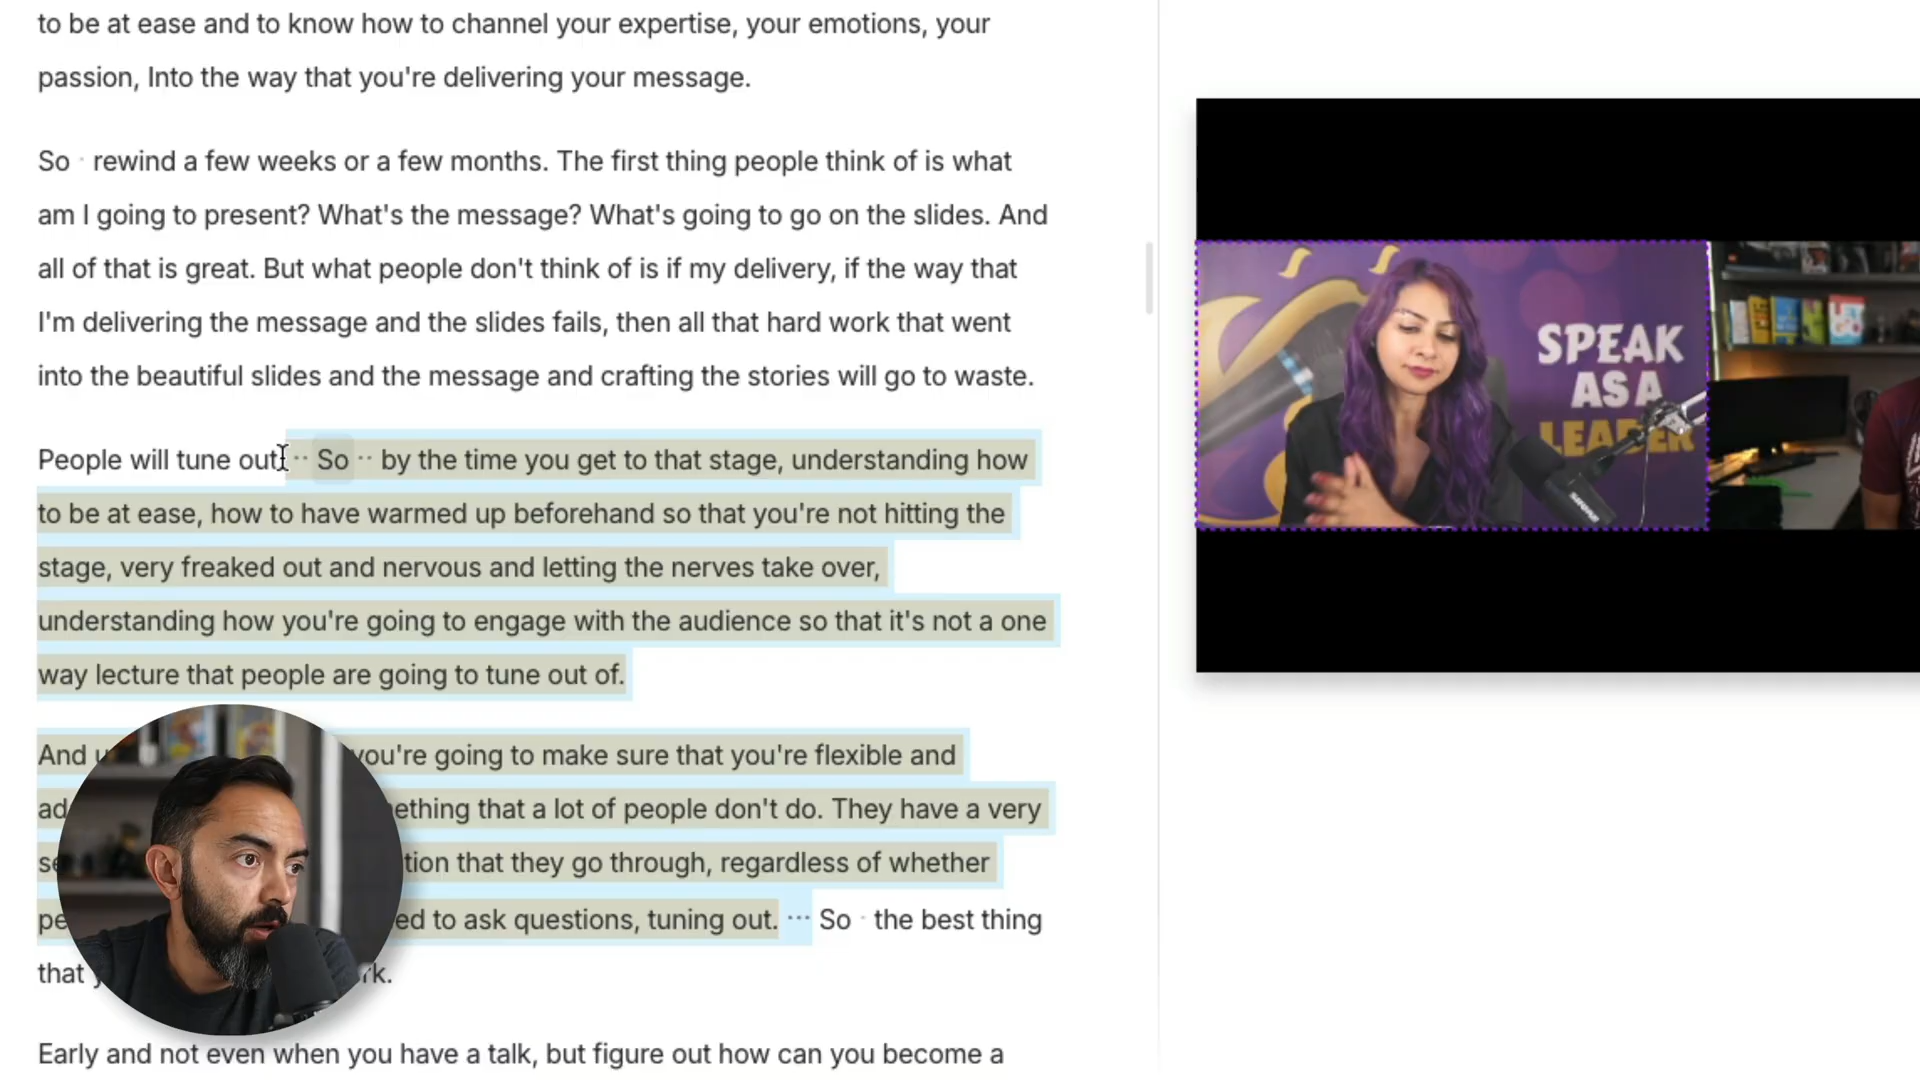 to be at ease and to know how to channel your expertise, your emotions, your
passion, Into the way that you're delivering your message.
So · rewind a few weeks or a few months. The first thing people think of is what
am I going to present? What's the message? What's going to go on the slides. And
all of that is great. But what people don't think of is if my delivery, if the way that
I'm delivering the message and the slides fails, then all that hard work that went
into the beautiful slides and the message and crafting the stories will go to waste.
People will tune out ·· So ·· by the time you get to that stage, understanding how
to be at ease, how to have warmed up beforehand so that you're not hitting the
stage, very freaked out and nervous and letting the nerves take over,
understanding how you're going to engage with the audience so that it's not a one
way lecture that people are going to tune out of.
And you're going to make sure that you're flexible and
that a lot of people don't do. They have a very
that they go through, regardless of whether
to ask questions, tuning out. ··· So · the best thing
that
Early and not even when you have a talk, but figure out how can you become a
SPEAK
AS A
LEADER
SHURE